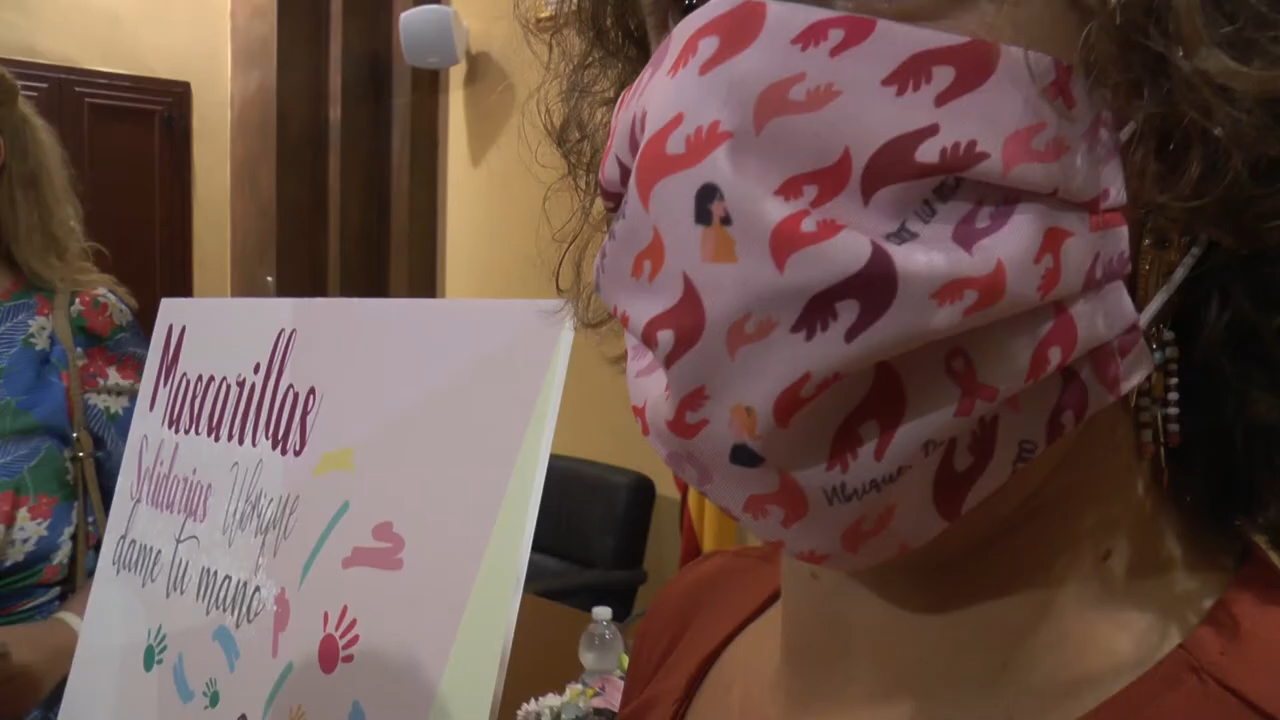 Mascarillas
Solidarias Ubrique
dame tu mano
Ubrique